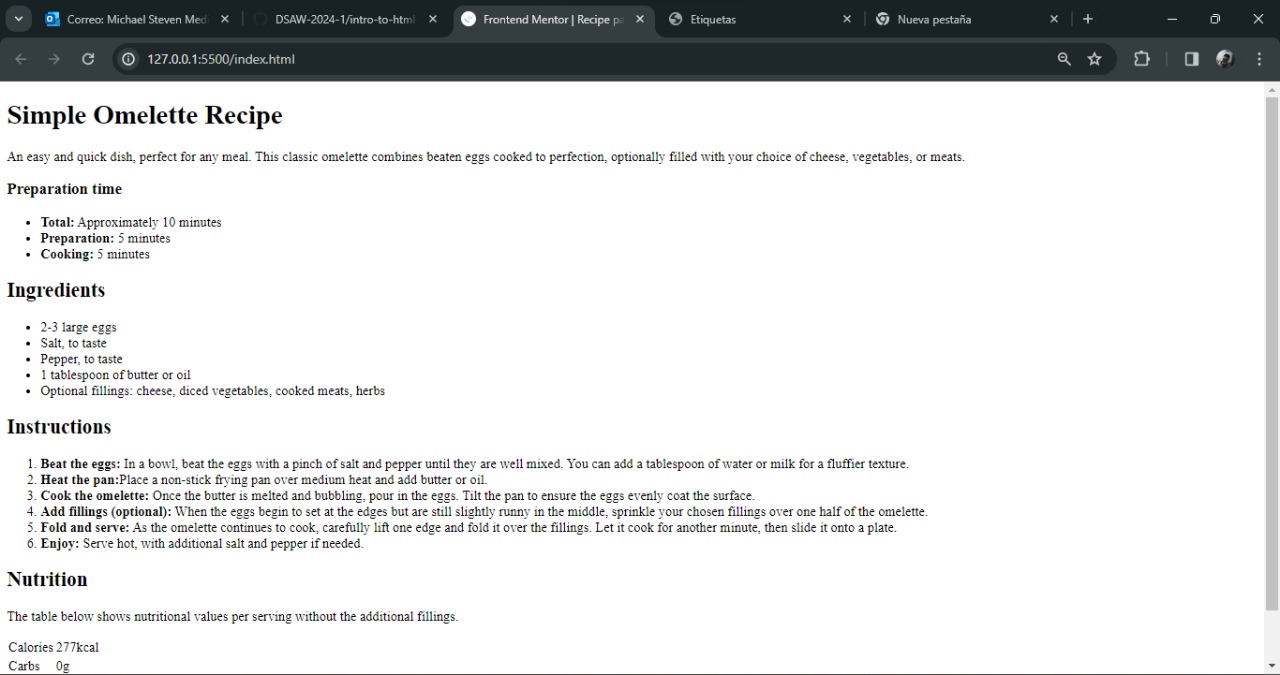 Correo: Michael Steven Med
DSAW-2024-1/intro-to-html
Frontend Mentor | Recipe pa
Etiquetas
Nueva pestaña
127.0.0.1:5500/index.html
Simple Omelette Recipe
An easy and quick dish, perfect for any meal. This classic omelette combines beaten eggs cooked to perfection, optionally filled with your choice of cheese, vegetables, or meats.
Preparation time
• Total: Approximately 10 minutes
• Preparation: 5 minutes
• Cooking: 5 minutes
Ingredients
• 2-3 large eggs
• Salt, to taste
• Pepper, to taste
• 1 tablespoon of butter or oil
• Optional fillings: cheese, diced vegetables, cooked meats, herbs
Instructions
1. Beat the eggs: In a bowl, beat the eggs with a pinch of salt and pepper until they are well mixed. You can add a tablespoon of water or milk for a fluffier texture.
2. Heat the pan:Place a non-stick frying pan over medium heat and add butter or oil.
3. Cook the omelette: Once the butter is melted and bubbling, pour in the eggs. Tilt the pan to ensure the eggs evenly coat the surface.
4. Add fillings (optional): When the eggs begin to set at the edges but are still slightly runny in the middle, sprinkle your chosen fillings over one half of the omelette.
5. Fold and serve: As the omelette continues to cook, carefully lift one edge and fold it over the fillings. Let it cook for another minute, then slide it onto a plate.
6. Enjoy: Serve hot, with additional salt and pepper if needed.
Nutrition
The table below shows nutritional values per serving without the additional fillings.
Calories 277kcal
Carbs 0g